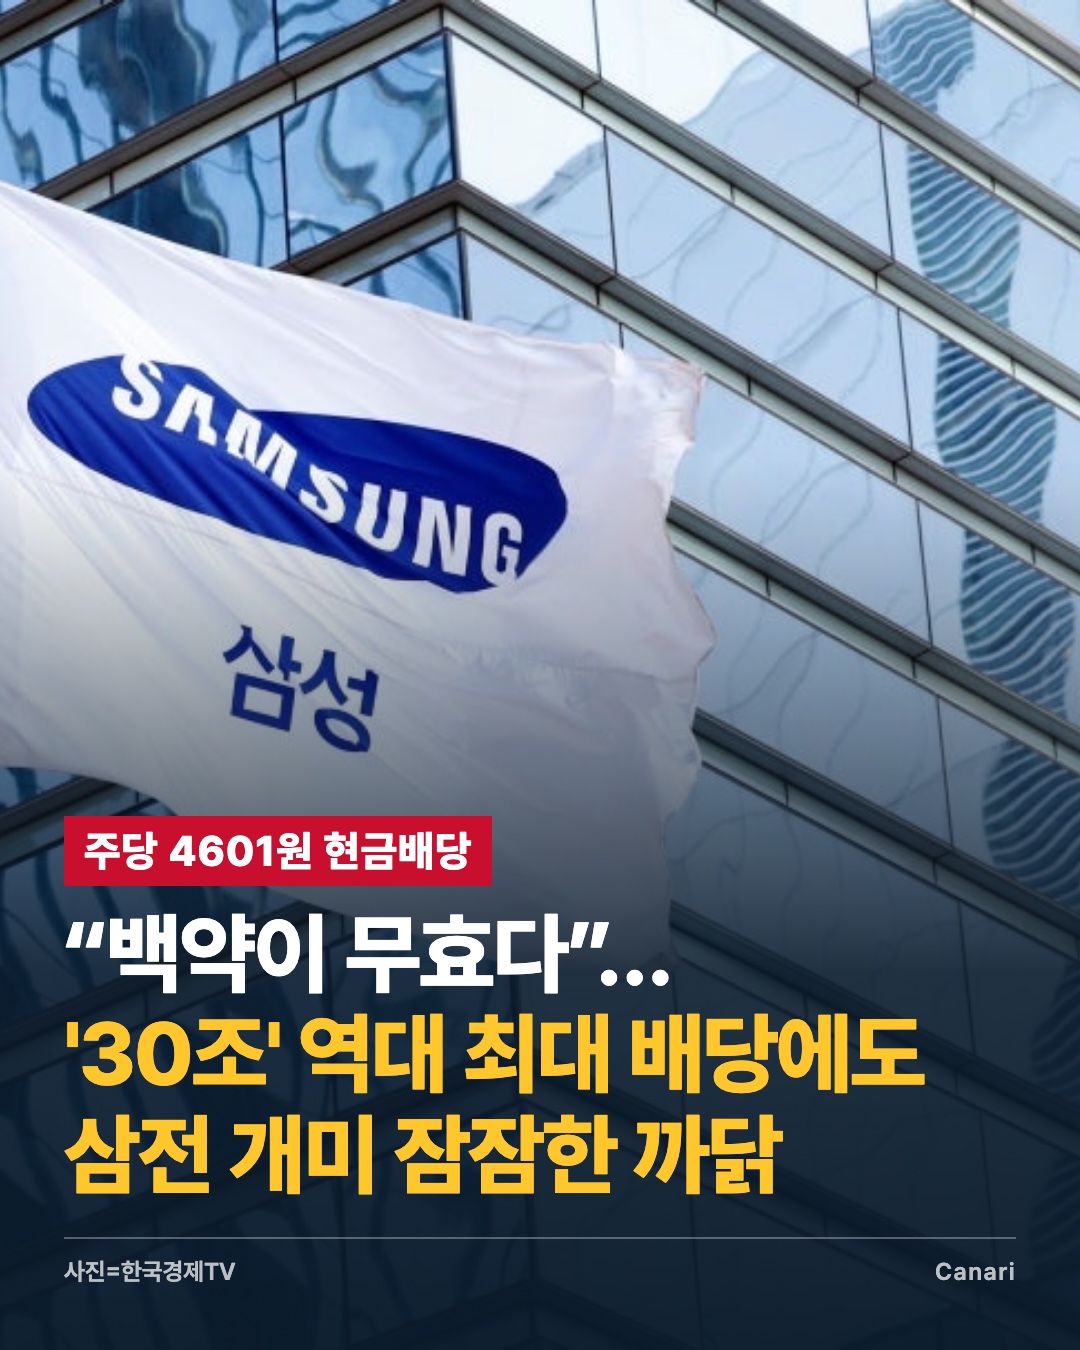 SAMSUNG
삼성
주당 4601원 현금배당
“백약이 무효다”...
'30조' 역대 최대 배당에도
삼전 개미 잠잠한 까닭
사진=한국경제TV
Canari